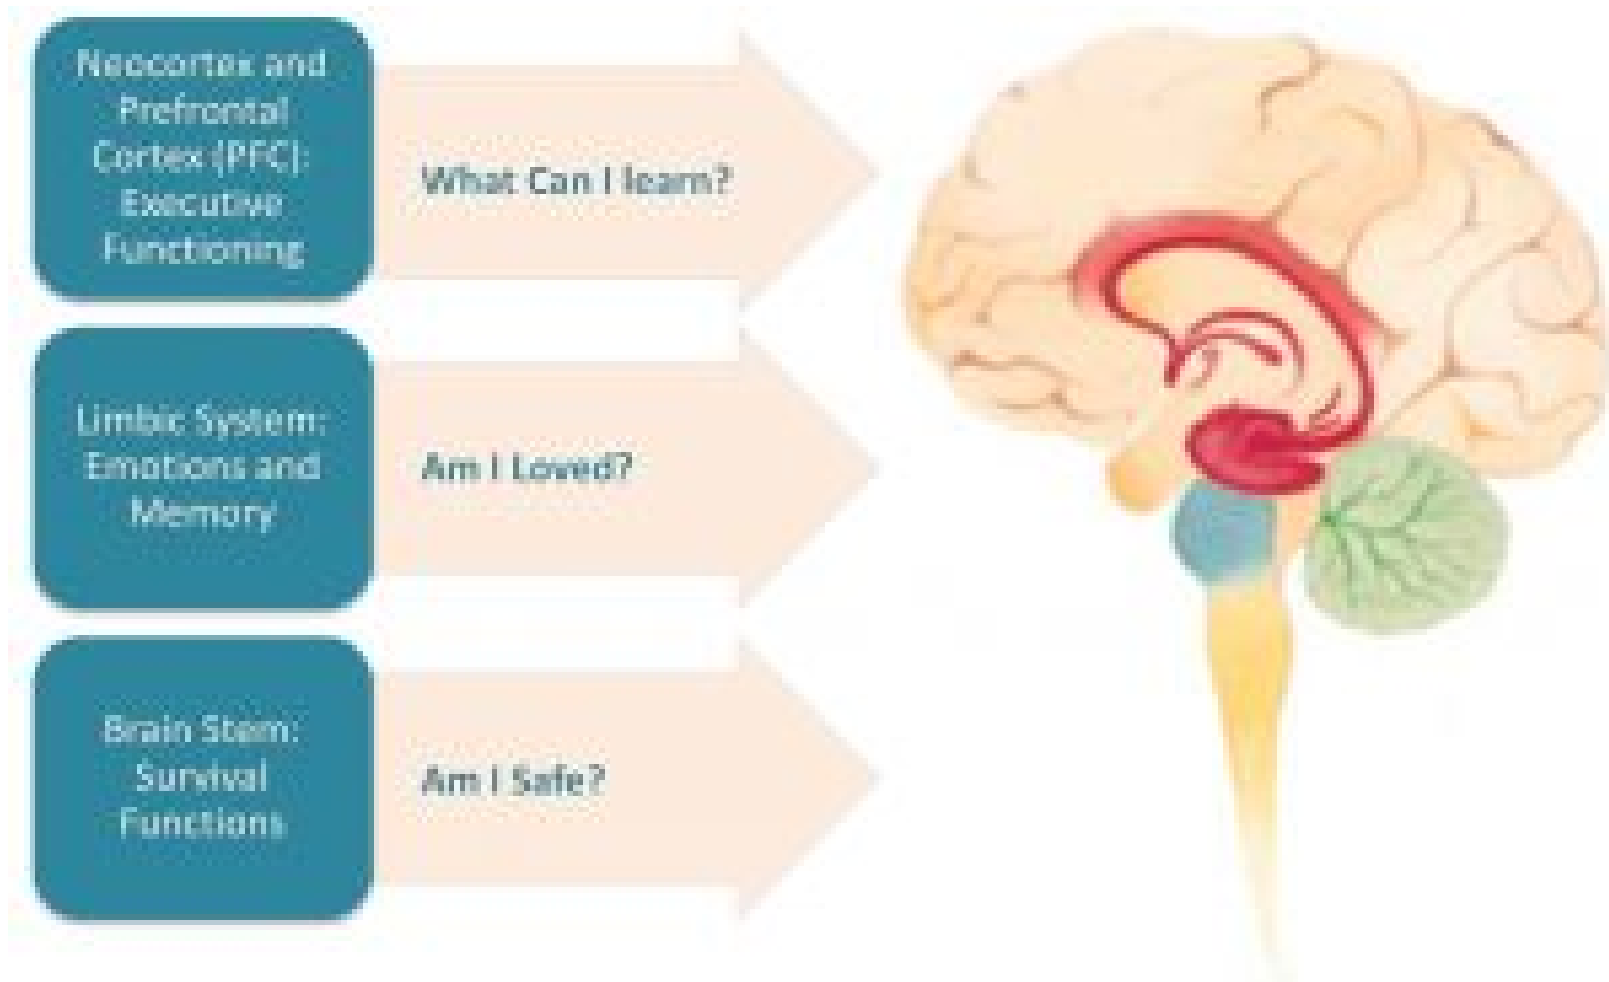 Neocortex and
Prefrontal
Cortex (PFC):
Executive
Functioning
What Can I learn?
Limbic System:
Emotions and
Memory
Am I Loved?
Brain Stem:
Survival
Functions
Am I Safe?